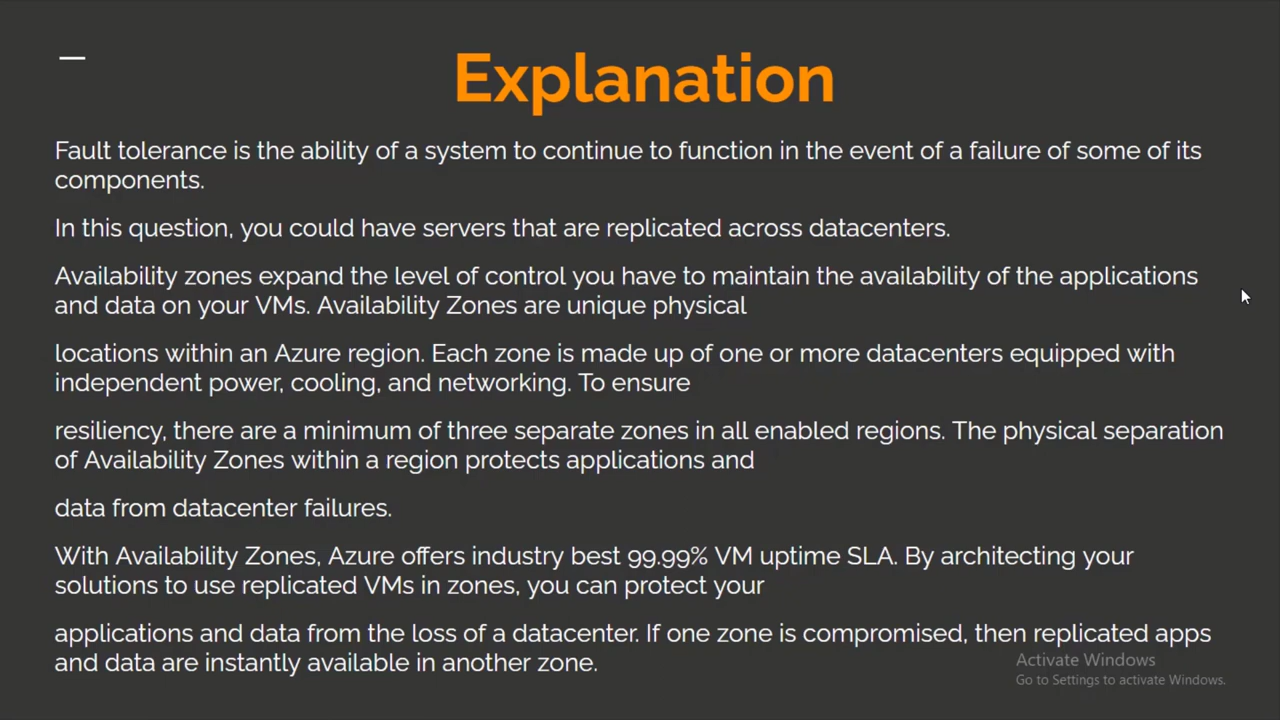 Explanation
Fault tolerance is the ability of a system to continue to function in the event of a failure of some of its
components.
In this question, you could have servers that are replicated across datacenters.
Availability zones expand the level of control you have to maintain the availability of the applications
and data on your VMs. Availability Zones are unique physical
locations within an Azure region. Each zone is made up of one or more datacenters equipped with
independent power, cooling, and networking. To ensure
resiliency, there are a minimum of three separate zones in all enabled regions. The physical separation
of Availability Zones within a region protects applications and
data from datacenter failures.
With Availability Zones, Azure offers industry best 99.99% VM uptime SLA. By architecting your
solutions to use replicated VMs in zones, you can protect your
applications and data from the loss of a datacenter. If one zone is compromised, then replicated apps
and data are instantly available in another zone.
Activate Windows
Go to Settings to activate Windows.